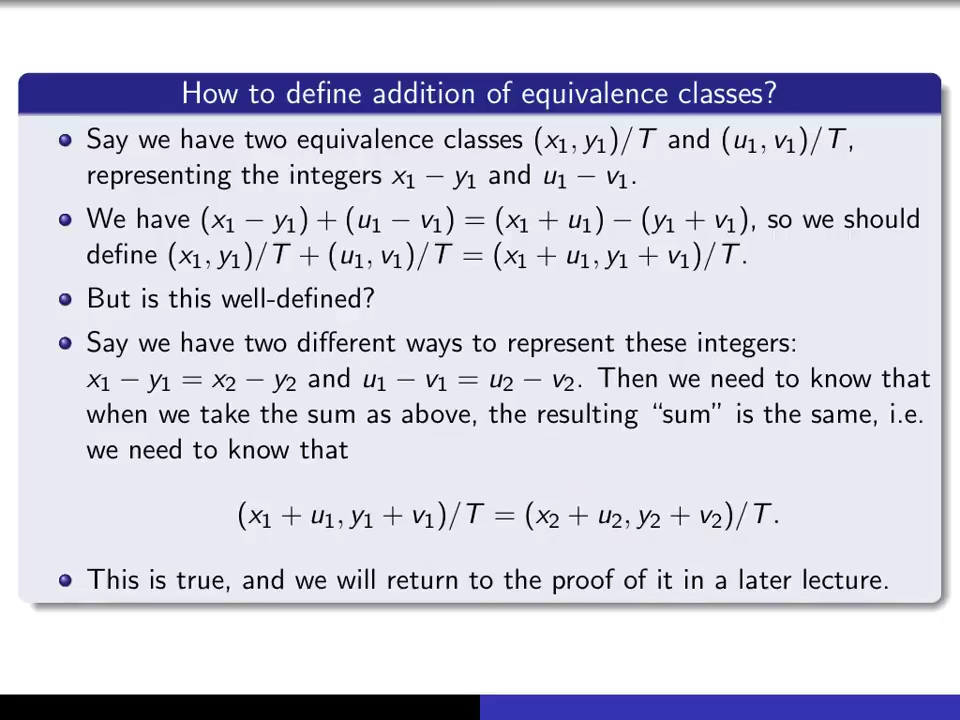 How to define addition of equivalence classes?
Say we have two equivalence classes (x₁, y₁)/T and (u₁, v₁)/T,
representing the integers x₁ − y₁ and u₁ − v₁.
We have (x₁ − y₁) + (u₁ − v₁) = (x₁ + u₁) − (y₁ + v₁), so we should
define (x₁, y₁)/T + (u₁, v₁)/T = (x₁ + u₁, y₁ + v₁)/T.
But is this well-defined?
Say we have two different ways to represent these integers:
x₁ − y₁ = x₂ − y₂ and u₁ − v₁ = u₂ − v₂. Then we need to know that
when we take the sum as above, the resulting “sum” is the same, i.e.
we need to know that
(x₁ + u₁, y₁ + v₁)/T = (x₂ + u₂, y₂ + v₂)/T.
This is true, and we will return to the proof of it in a later lecture.